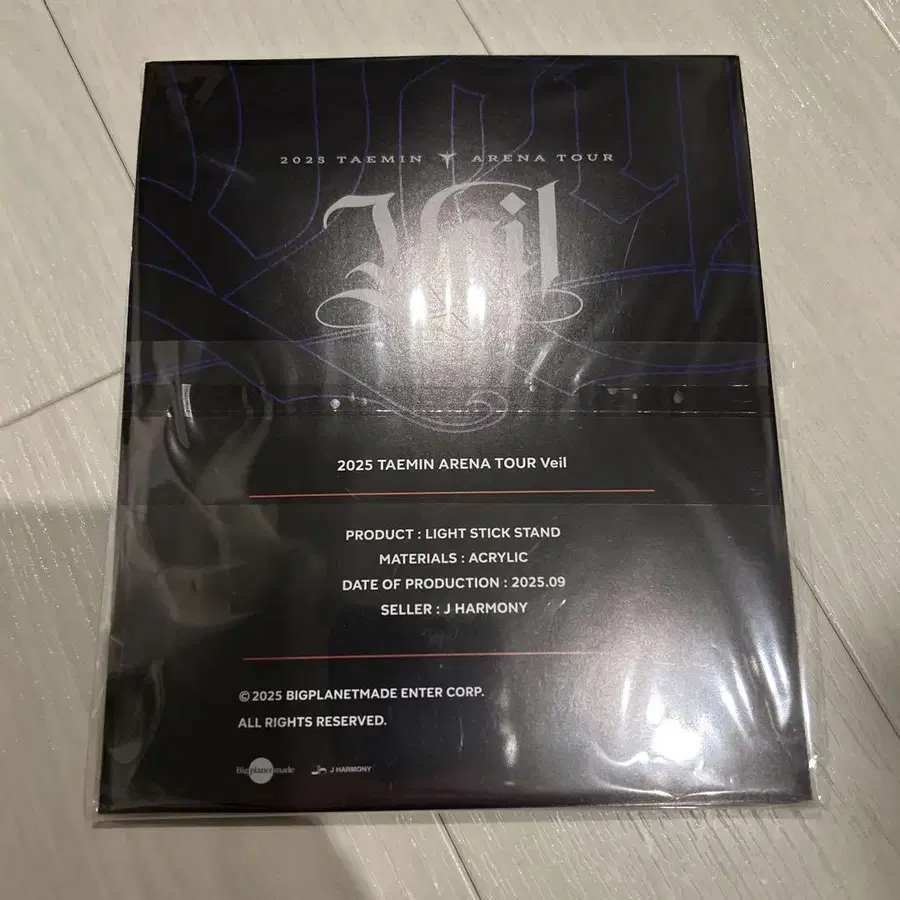 2025 TAEMIN ARENA TOUR
Veil
2025 TAEMIN ARENA TOUR Veil
PRODUCT : LIGHT STICK STAND
MATERIALS : ACRYLIC
DATE OF PRODUCTION : 2025.09
SELLER : J HARMONY
© 2025 BIGPLANETMADE ENTER CORP.
ALL RIGHTS RESERVED.
Bigplanetmade J HARMONY